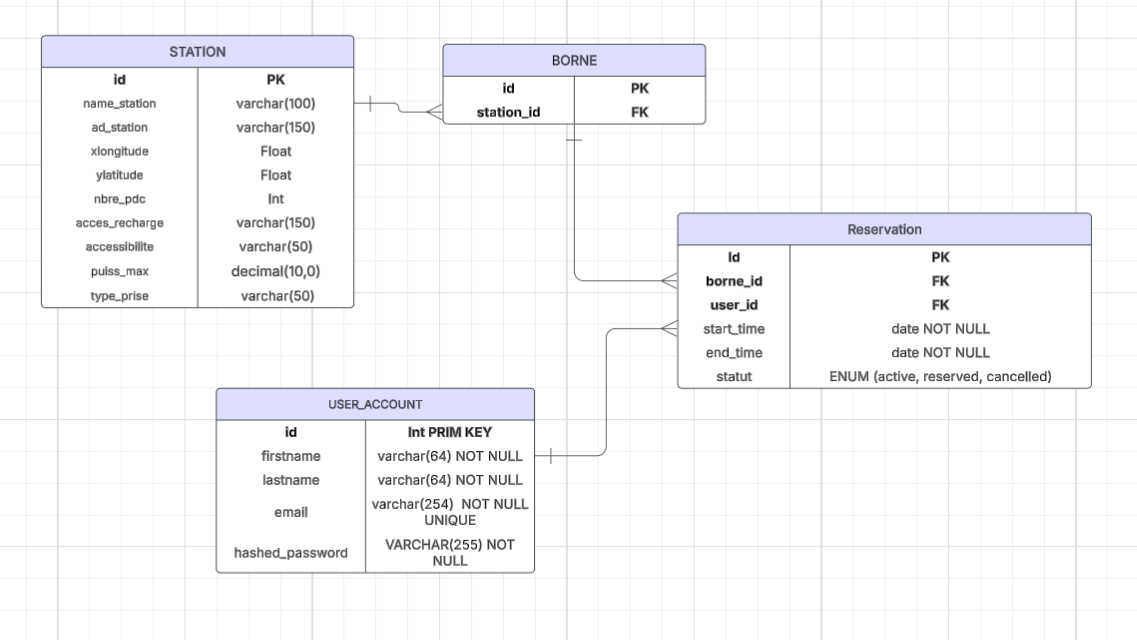 STATION
id PK
name_station varchar(100)
ad_station varchar(150)
xlongitude Float
ylatitude Float
nbre_pdc Int
acces_recharge varchar(150)
accessibilite varchar(50)
puiss_max decimal(10,0)
type_prise varchar(50)
BORNE
id PK
station_id FK
Reservation
Id PK
borne_id FK
user_id FK
start_time date NOT NULL
end_time date NOT NULL
statut ENUM (active, reserved, cancelled)
USER_ACCOUNT
id Int PRIM KEY
firstname varchar(64) NOT NULL
lastname varchar(64) NOT NULL
email varchar(254) NOT NULL
UNIQUE
hashed_password VARCHAR(255) NOT
NULL